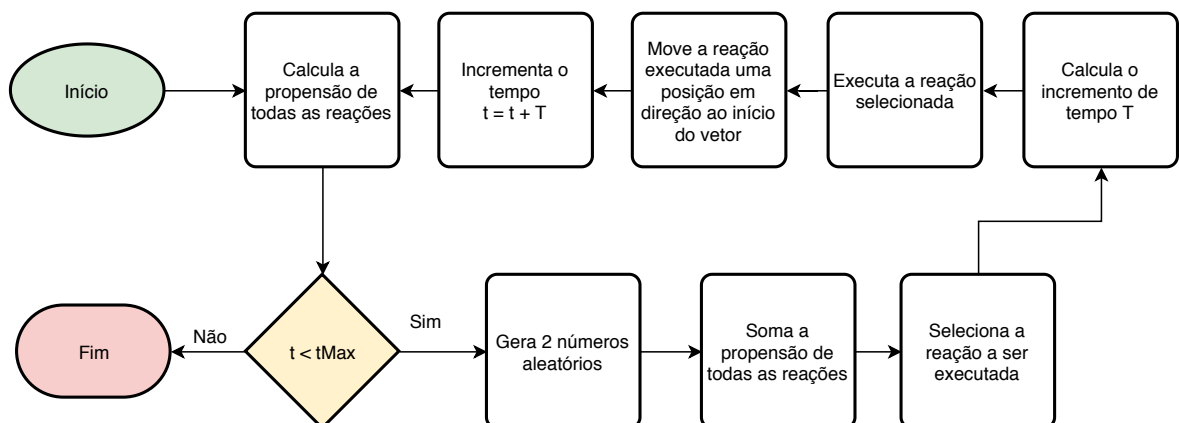 Início
Calcula a
propensão de
todas as reações
Incrementa o
tempo
t = t + T
Move a reação
executada uma
posição em
direção ao início
do vetor
Executa a reação
selecionada
Calcula o
incremento de
tempo T
Fim
Não
t < tMax
Sim
Gera 2 números
aleatórios
Soma a
propensão de
todas as reações
Seleciona a
reação a ser
executada